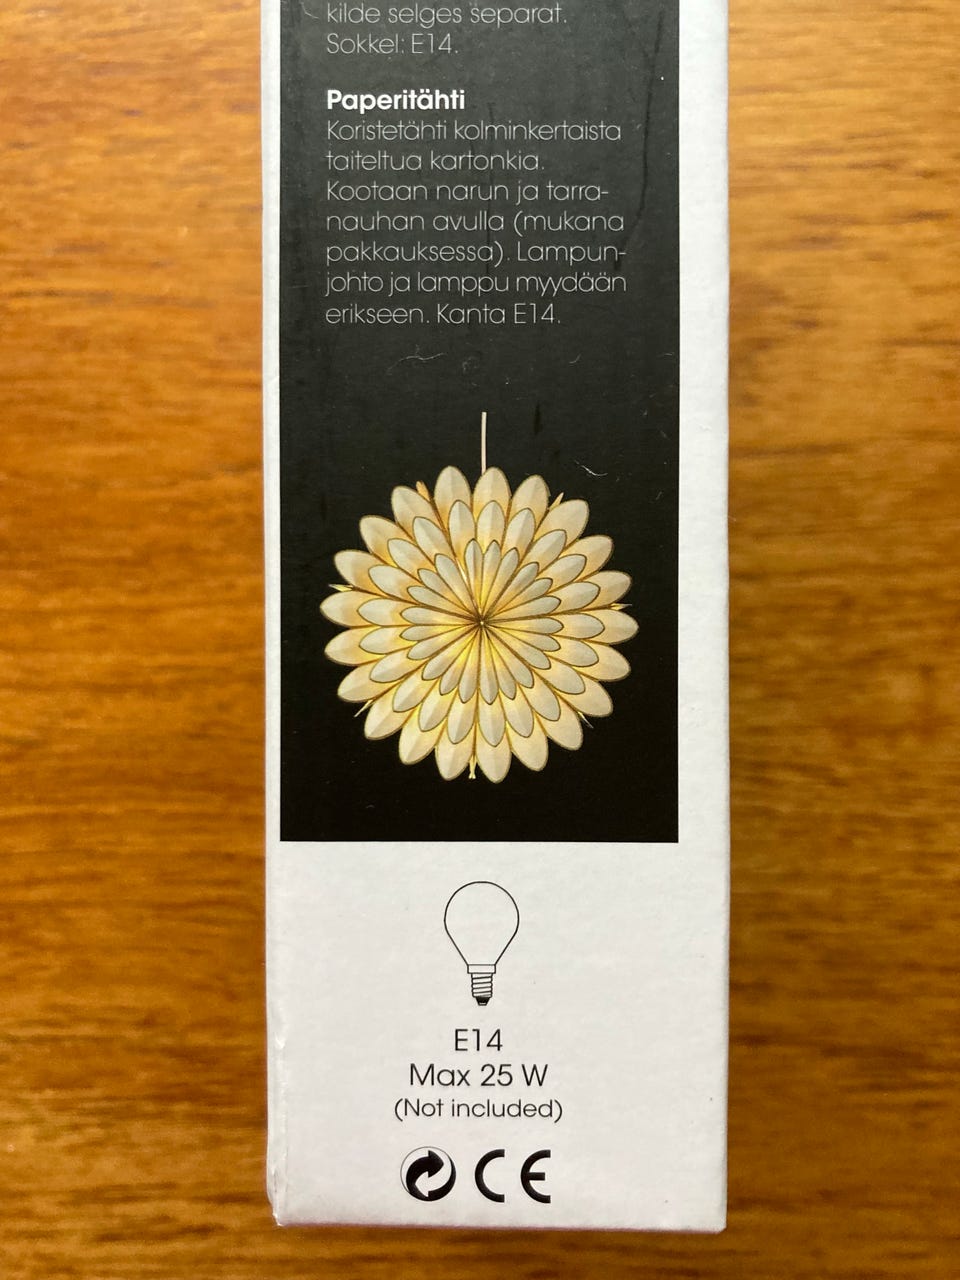 kilde selges separat.
Sokkel: E14.
Paperitähti
Koristetähti kolminkertaista
taiteltua kartonkia.
Kootaan narun ja tarra-
nauhan avulla (mukana
pakkauksessa). Lampun-
johto ja lamppu myydään
erikseen. Kanta E14.
E14
Max 25 W
(Not included)
CE